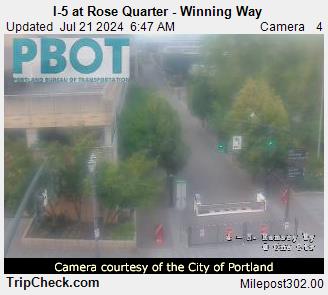 I-5 at Rose Quarter - Winning Way
Updated Jul 21 2024 6:47 AM Camera 4
PBOT
PORTLAND BUREAU OF TRANSPORTATION
Camera courtesy of the City of Portland
TripCheck.com Milepost302.00